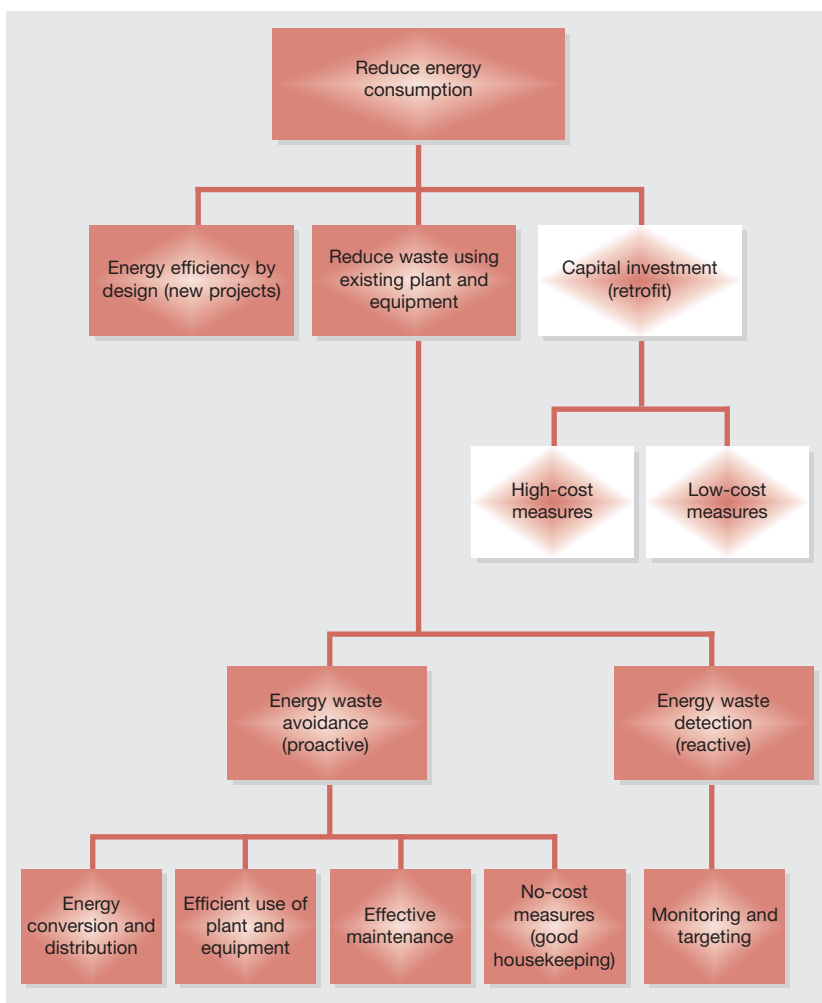 Reduce energy
consumption
Energy efficiency by
design (new projects)
Reduce waste using
existing plant and
equipment
Capital investment
(retrofit)
High-cost
measures
Low-cost
measures
Energy waste
avoidance
(proactive)
Energy waste
detection
(reactive)
Energy
conversion and
distribution
Efficient use of
plant and
equipment
Effective
maintenance
No-cost
measures
(good
housekeeping)
Monitoring and
targeting